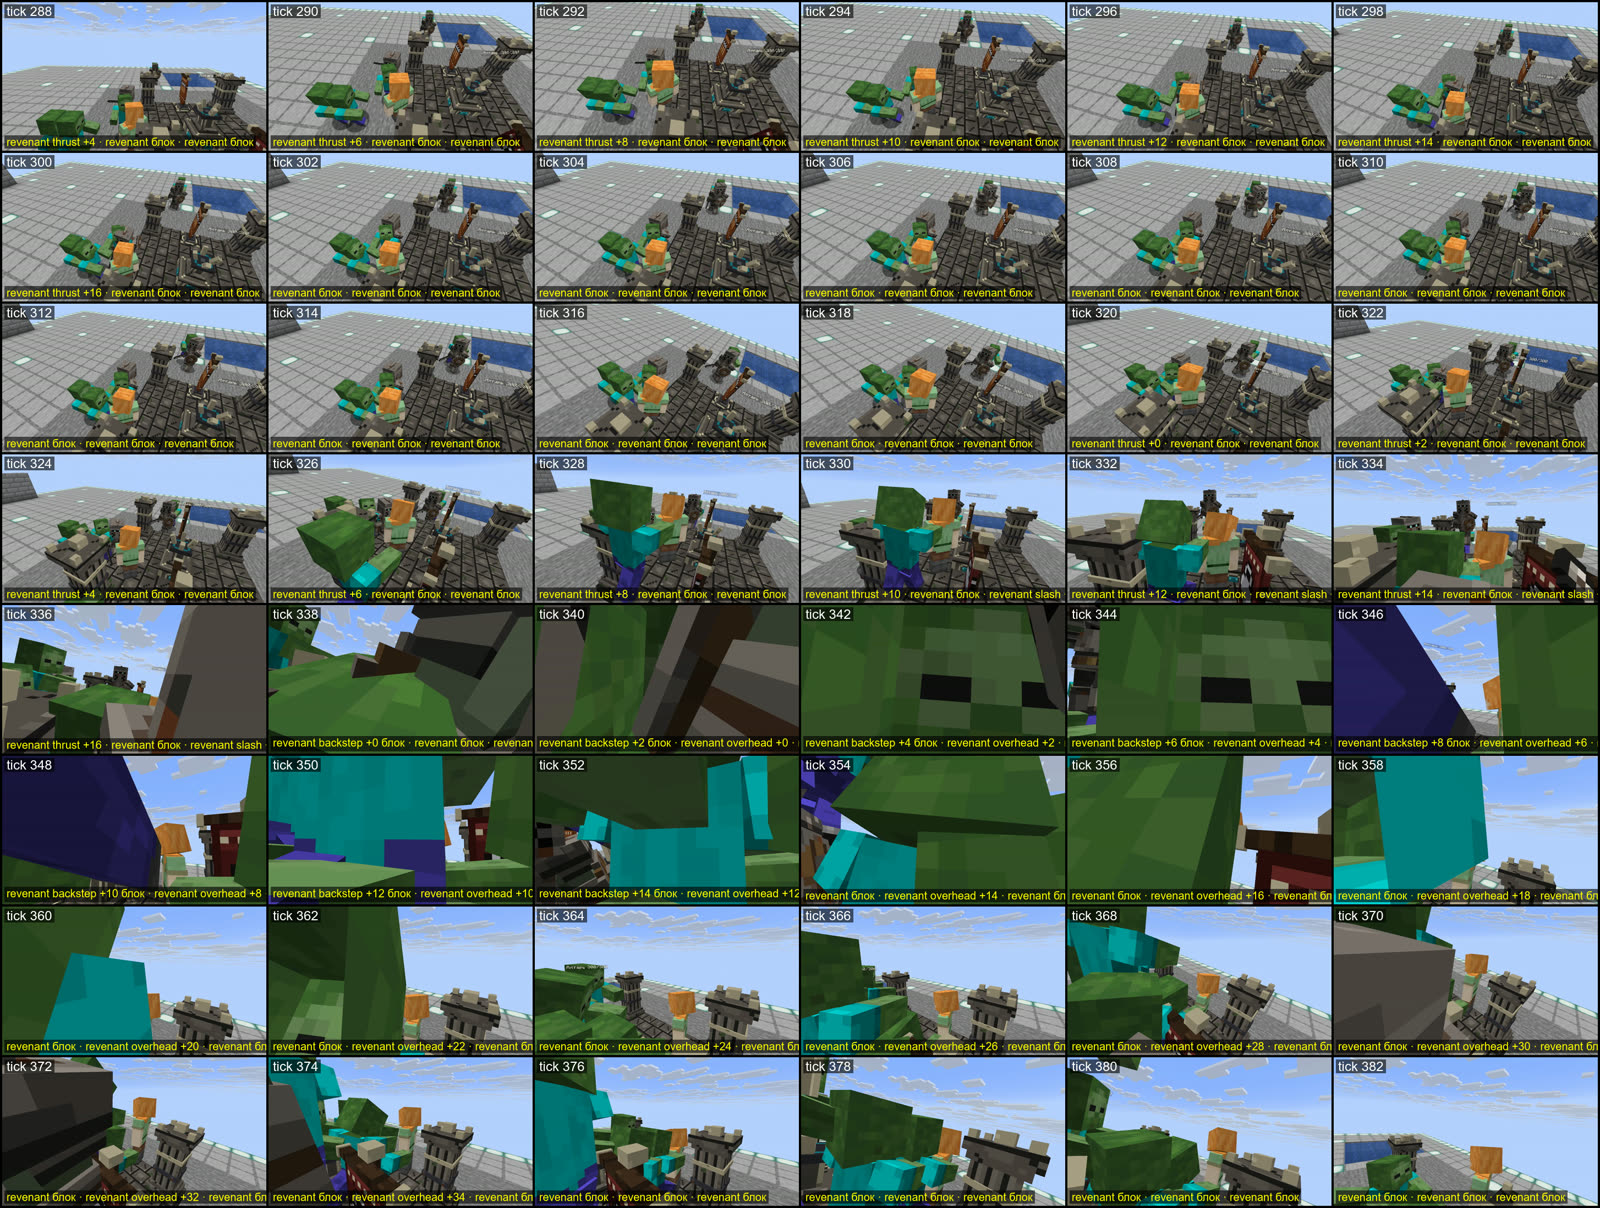 tick 288
revenant thrust +4 · revenant блок · revenant блок
tick 290
revenant thrust +6 · revenant блок · revenant блок
tick 292
revenant thrust +8 · revenant блок · revenant блок
tick 294
revenant thrust +10 · revenant блок · revenant блок
tick 296
revenant thrust +12 · revenant блок · revenant блок
tick 298
revenant thrust +14 · revenant блок · revenant блок
tick 300
revenant thrust +16 · revenant блок · revenant блок
tick 302
revenant блок · revenant блок · revenant блок
tick 304
revenant блок · revenant блок · revenant блок
tick 306
revenant блок · revenant блок · revenant блок
tick 308
revenant блок · revenant блок · revenant блок
tick 310
revenant блок · revenant блок · revenant блок
tick 312
revenant блок · revenant блок · revenant блок
tick 314
revenant блок · revenant блок · revenant блок
tick 316
revenant блок · revenant блок · revenant блок
tick 318
revenant блок · revenant блок · revenant блок
tick 320
revenant thrust +0 · revenant блок · revenant блок
tick 322
revenant thrust +2 · revenant блок · revenant блок
tick 324
revenant thrust +4 · revenant блок · revenant блок
tick 326
revenant thrust +6 · revenant блок · revenant блок
tick 328
revenant thrust +8 · revenant блок · revenant блок
tick 330
revenant thrust +10 · revenant блок · revenant slash
tick 332
revenant thrust +12 · revenant блок · revenant slash
tick 334
revenant thrust +14 · revenant блок · revenant slash
tick 336
revenant thrust +16 · revenant блок · revenant slash
tick 338
revenant backstep +0 блок · revenant блок · revenan
tick 340
revenant backstep +2 блок · revenant overhead +0 ·
tick 342
revenant backstep +4 блок · revenant overhead +2 ·
tick 344
revenant backstep +6 блок · revenant overhead +4 ·
tick 346
revenant backstep +8 блок · revenant overhead +6 ·
tick 348
revenant backstep +10 блок · revenant overhead +8
tick 350
revenant backstep +12 блок · revenant overhead +10
tick 352
revenant backstep +14 блок · revenant overhead +12
tick 354
revenant блок · revenant overhead +14 · revenant бл
tick 356
revenant блок · revenant overhead +16 · revenant бл
tick 358
revenant блок · revenant overhead +18 · revenant бл
tick 360
revenant блок · revenant overhead +20 · revenant бл
tick 362
revenant блок · revenant overhead +22 · revenant бл
tick 364
revenant блок · revenant overhead +24 · revenant бл
tick 366
revenant блок · revenant overhead +26 · revenant бл
tick 368
revenant блок · revenant overhead +28 · revenant бл
tick 370
revenant блок · revenant overhead +30 · revenant бл
tick 372
revenant блок · revenant overhead +32 · revenant бл
tick 374
revenant блок · revenant overhead +34 · revenant бл
tick 376
revenant блок · revenant блок · revenant блок
tick 378
revenant блок · revenant блок · revenant блок
tick 380
revenant блок · revenant блок · revenant блок
tick 382
revenant блок · revenant блок · revenant блок